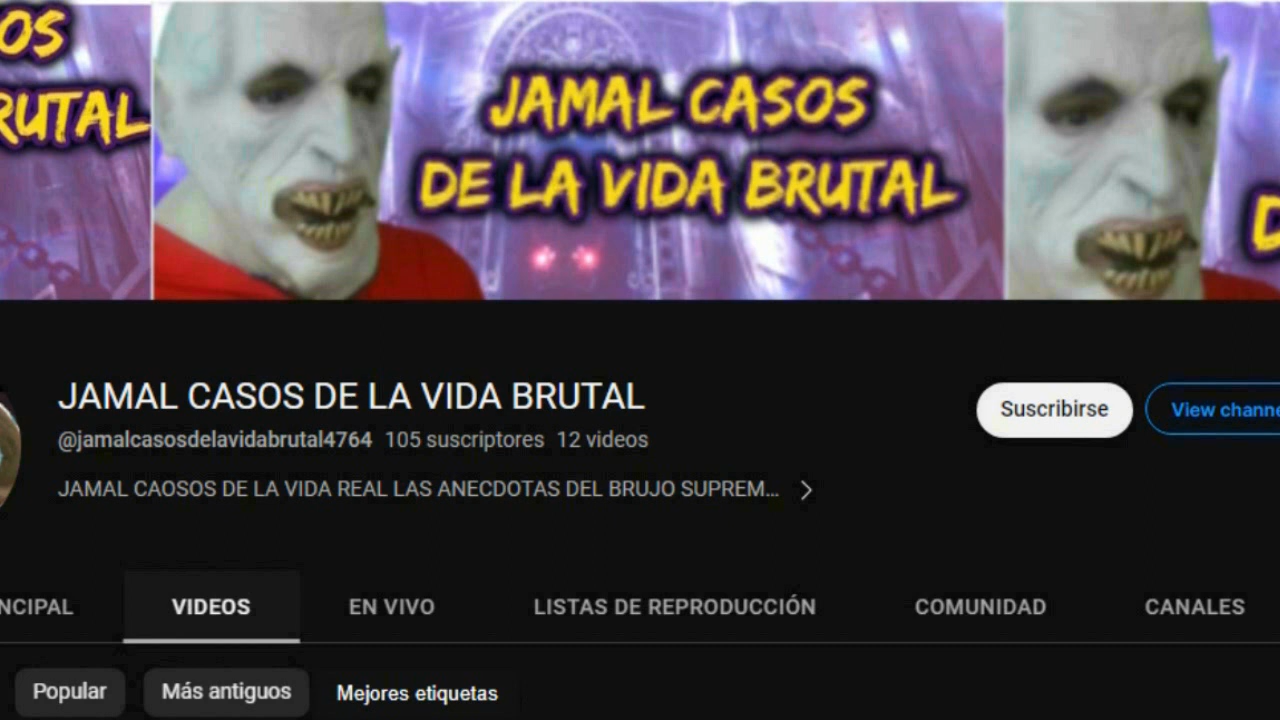 OS
RUTAL
JAMAL CASOS
DE LA VIDA BRUTAL
D
JAMAL CASOS DE LA VIDA BRUTAL
@jamalcasosdelavidabrutal4764 105 suscriptores 12 videos
JAMAL CAOSOS DE LA VIDA REAL LAS ANECDOTAS DEL BRUJO SUPREM...
Suscribirse
View channe
NCIPAL VIDEOS EN VIVO LISTAS DE REPRODUCCIÓN COMUNIDAD CANALES
Popular Más antiguos Mejores etiquetas